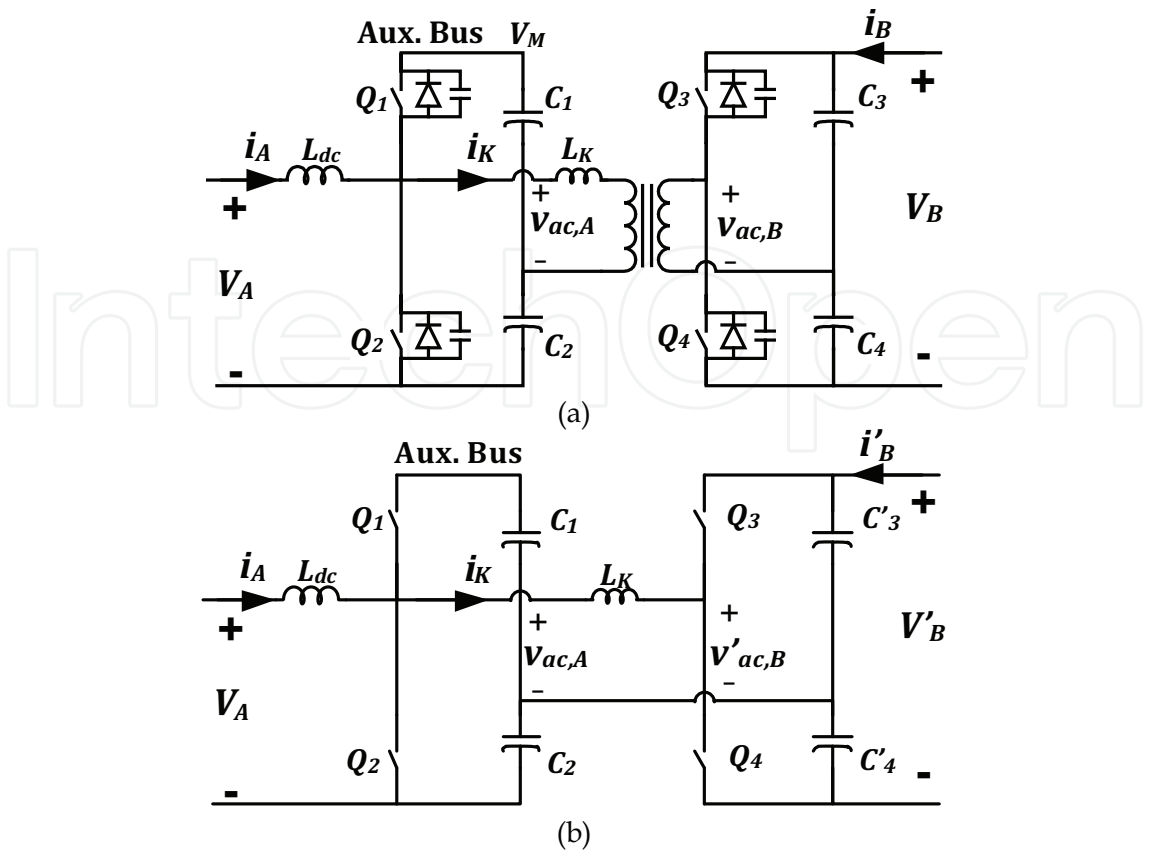 Aux. Bus V_M i_B
+
Q_1 C_1 Q_3 C_3
i_A L_dc i_K L_K
+ + +
v_ac,A v_ac,B V_B
- -
V_A
Q_2 C_2 Q_4 C_4
- -
IntechOpen
(a)
Aux. Bus i'_B
+
Q_1 C_1 Q_3 C'_3
i_A L_dc i_K L_K
+ + +
v_ac,A v'_ac,B V'_B
- -
V_A
Q_2 C_2 Q_4 C'_4
- -
(b)